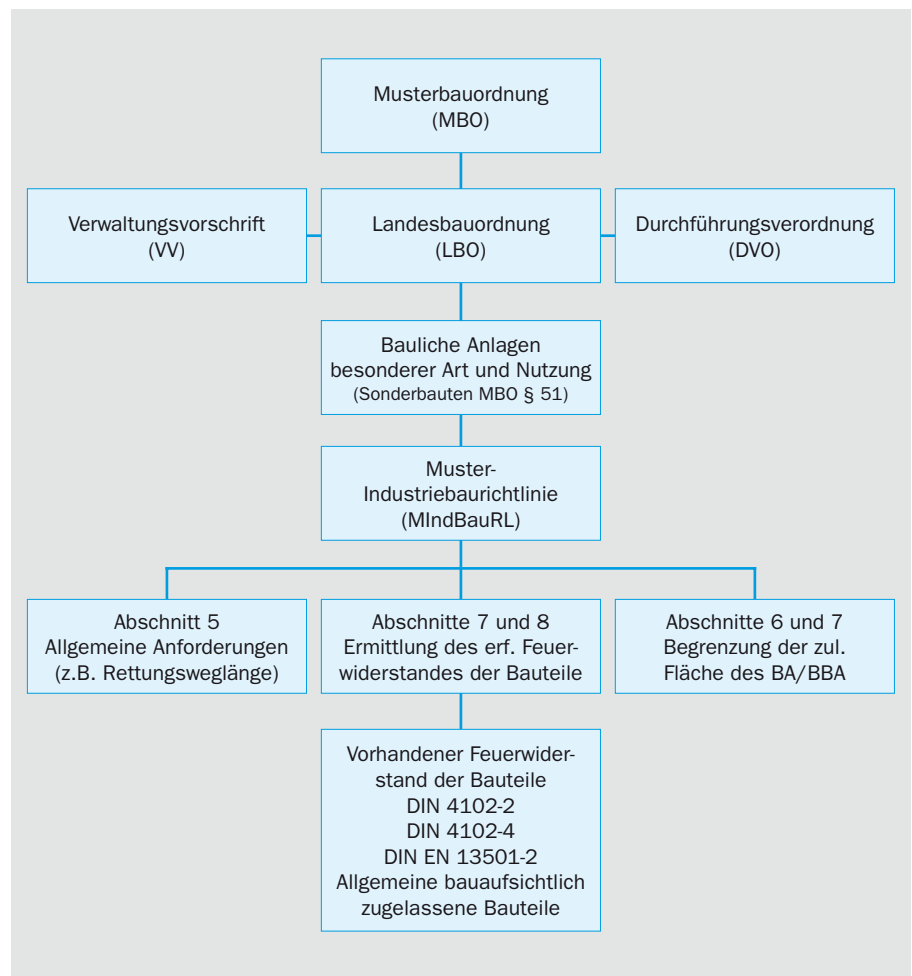 Musterbauordnung
(MBO)
Verwaltungsvorschrift
(VV)
Landesbauordnung
(LBO)
Durchführungsverordnung
(DVO)
Bauliche Anlagen
besonderer Art und Nutzung
(Sonderbauten MBO § 51)
Muster-
Industriebaurichtlinie
(MIndBauRL)
Abschnitt 5
Allgemeine Anforderungen
(z.B. Rettungsweglänge)
Abschnitte 7 und 8
Ermittlung des erf. Feuer-
widerstandes der Bauteile
Abschnitte 6 und 7
Begrenzung der zul.
Fläche des BA/BBA
Vorhandener Feuerwider-
stand der Bauteile
DIN 4102-2
DIN 4102-4
DIN EN 13501-2
Allgemeine bauaufsichtlich
zugelassene Bauteile